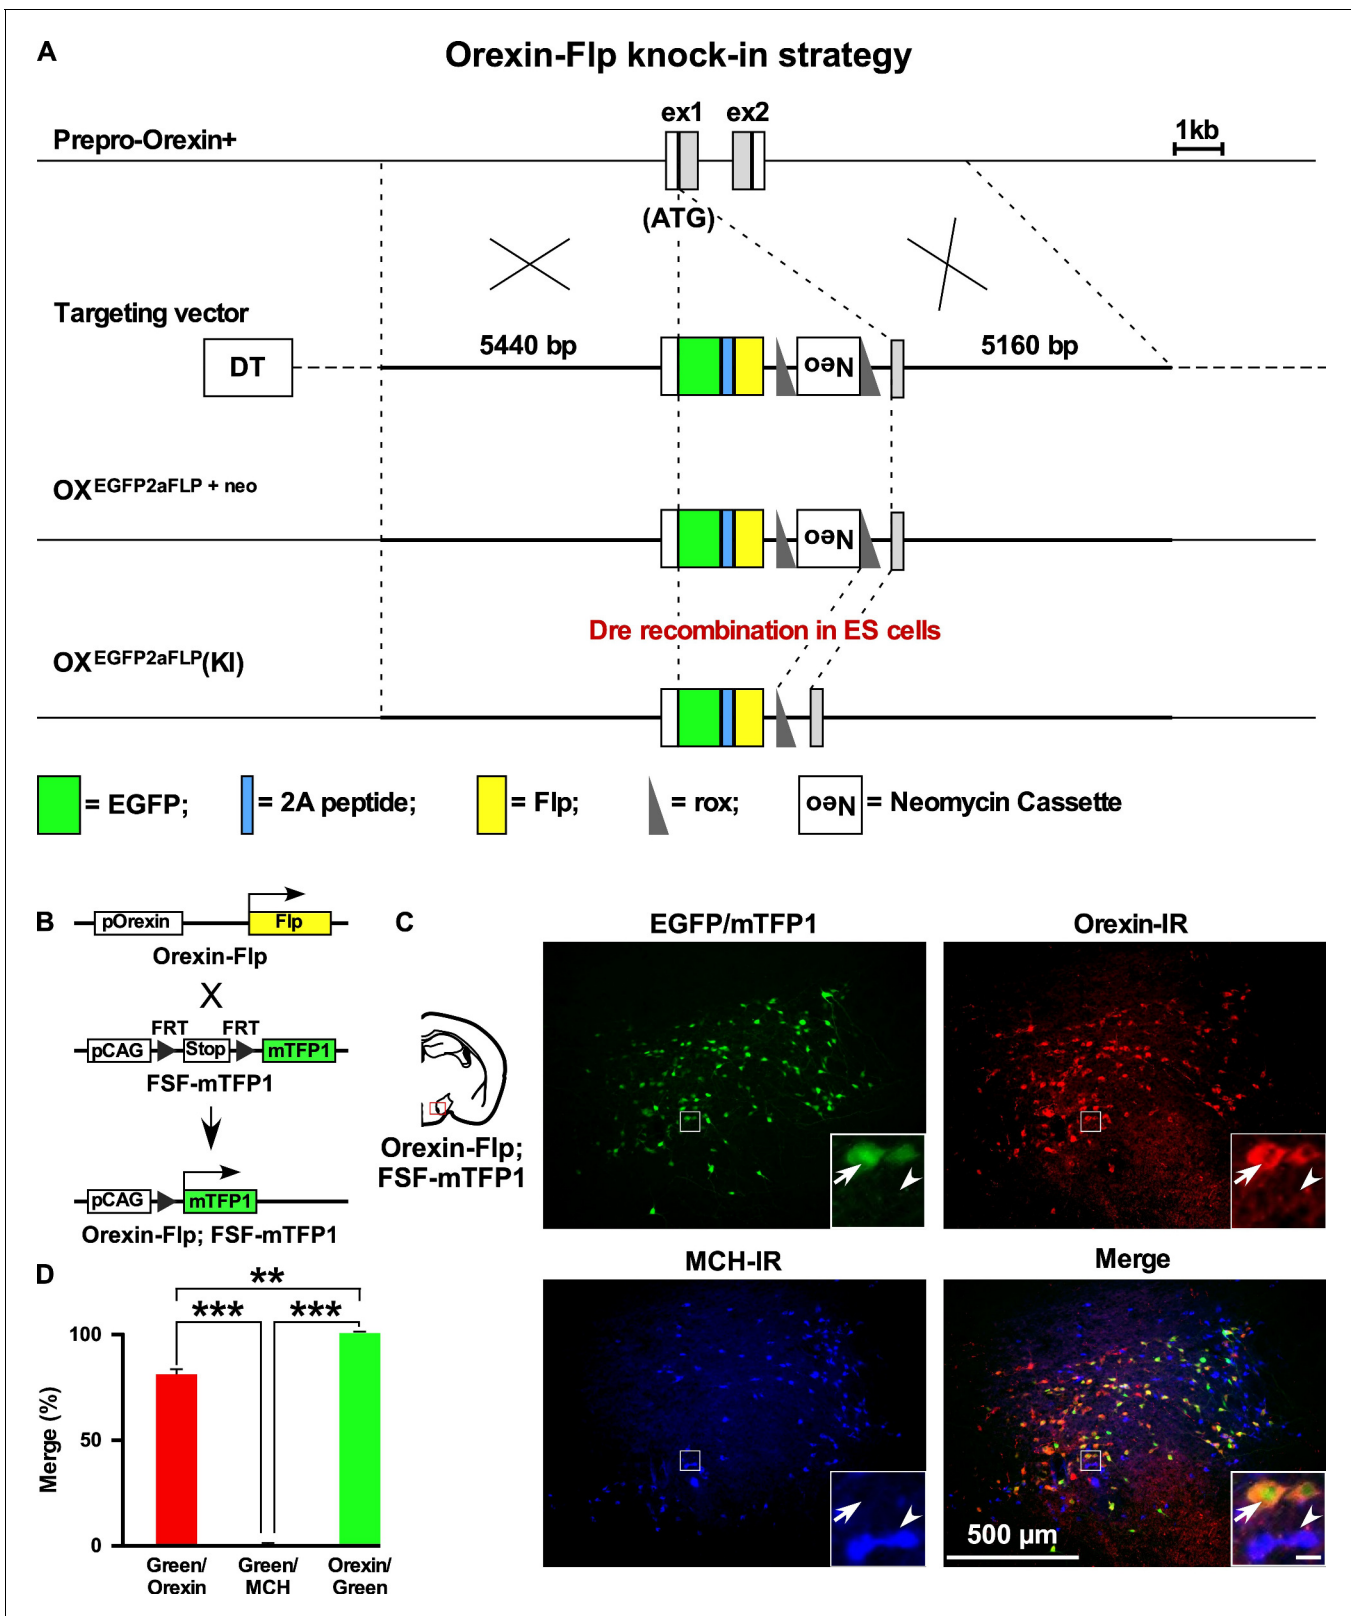 A
Orexin-Flp knock-in strategy
ex1 ex2
Prepro-Orexin+
1kb
(ATG)
Targeting vector
DT
5440 bp
Neo
5160 bp
OXEGFP2aFLP + neo
Neo
Dre recombination in ES cells
OXEGFP2aFLP(KI)
= EGFP;
= 2A peptide;
= Flp;
= rox;
Neo
= Neomycin Cassette
B
pOrexin
Flp
Orexin-Flp
X
FRT FRT
pCAG
Stop
mTFP1
FSF-mTFP1
pCAG
mTFP1
Orexin-Flp; FSF-mTFP1
C
Orexin-Flp;
FSF-mTFP1
EGFP/mTFP1
Orexin-IR
MCH-IR
Merge
500 µm
D
**
*** ***
Merge (%)
100
50
0
Green/
Orexin
Green/
MCH
Orexin/
Green